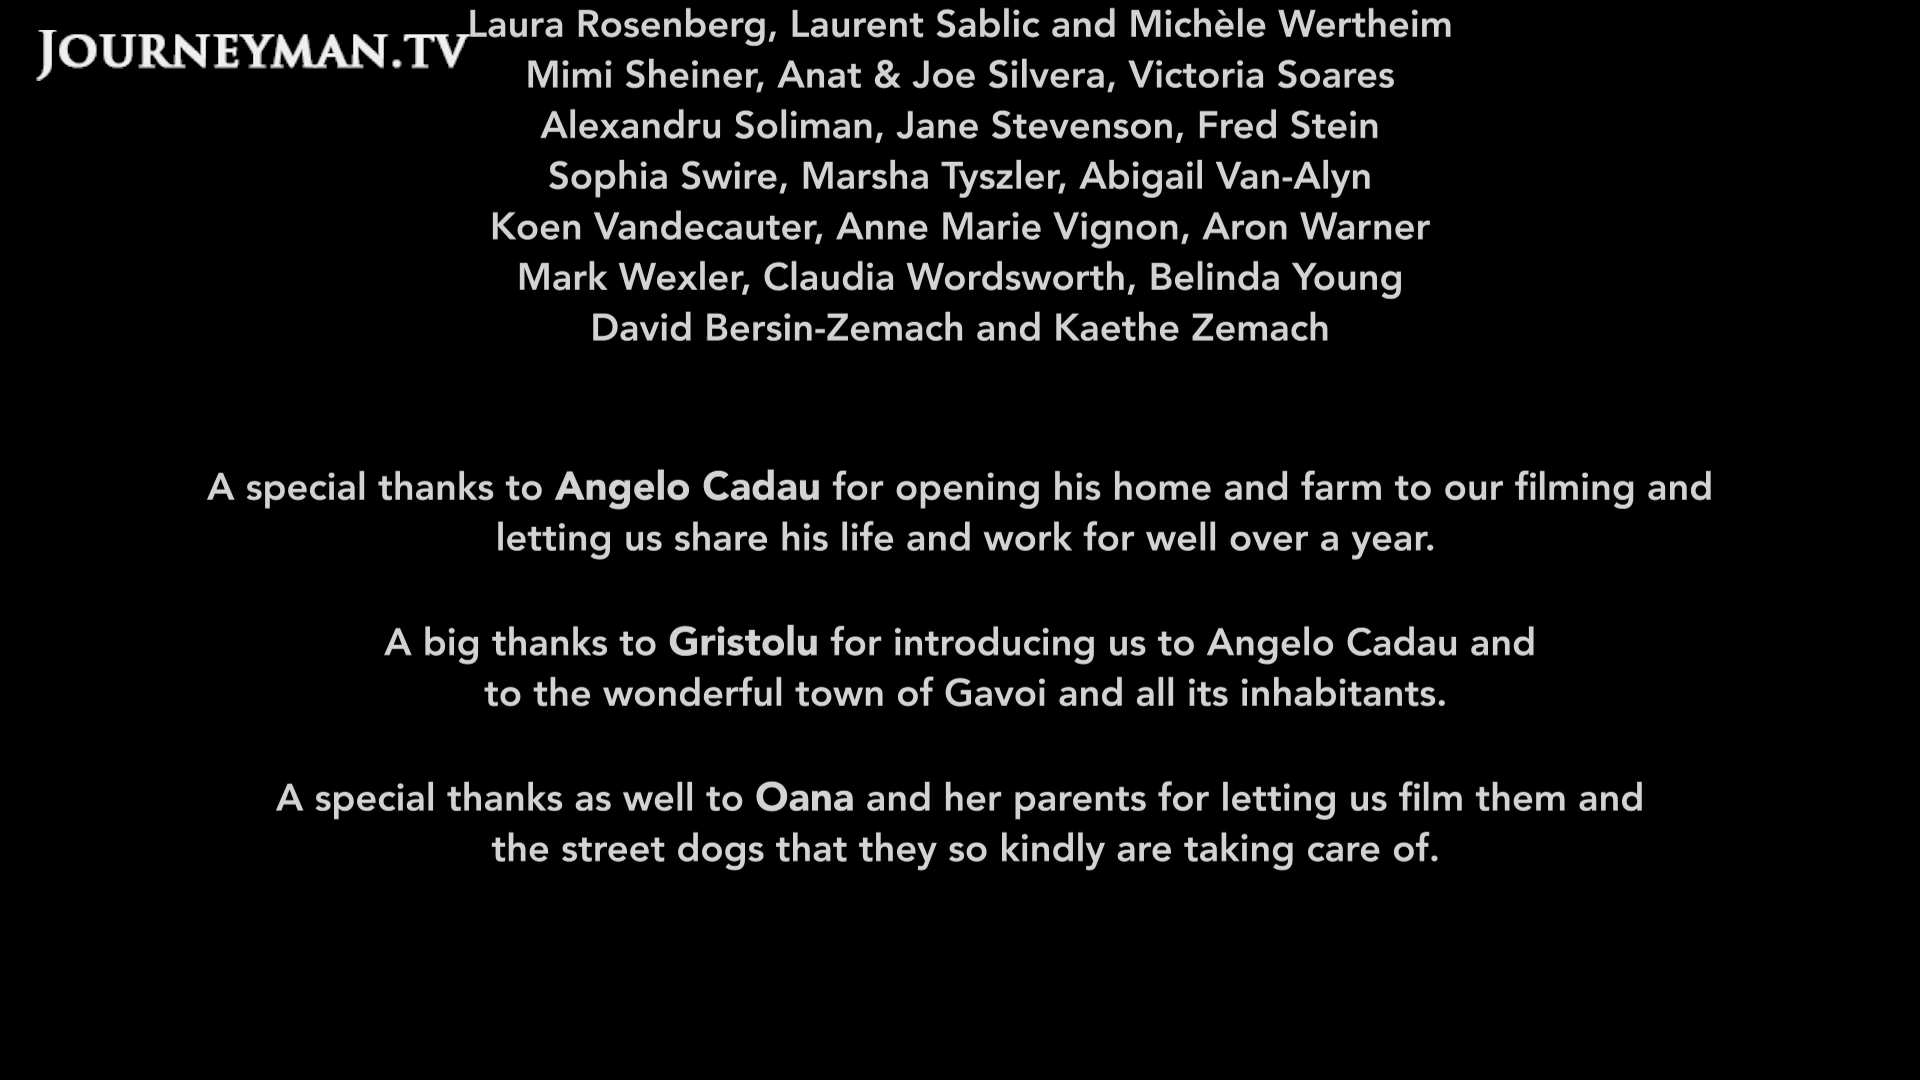 JOURNEYMAN.TV
Laura Rosenberg, Laurent Sablic and Michèle Wertheim
Mimi Sheiner, Anat & Joe Silvera, Victoria Soares
Alexandru Soliman, Jane Stevenson, Fred Stein
Sophia Swire, Marsha Tyszler, Abigail Van-Alyn
Koen Vandecauter, Anne Marie Vignon, Aron Warner
Mark Wexler, Claudia Wordsworth, Belinda Young
David Bersin-Zemach and Kaethe Zemach
A special thanks to Angelo Cadau for opening his home and farm to our filming and
letting us share his life and work for well over a year.
A big thanks to Gristolu for introducing us to Angelo Cadau and
to the wonderful town of Gavoi and all its inhabitants.
A special thanks as well to Oana and her parents for letting us film them and
the street dogs that they so kindly are taking care of.